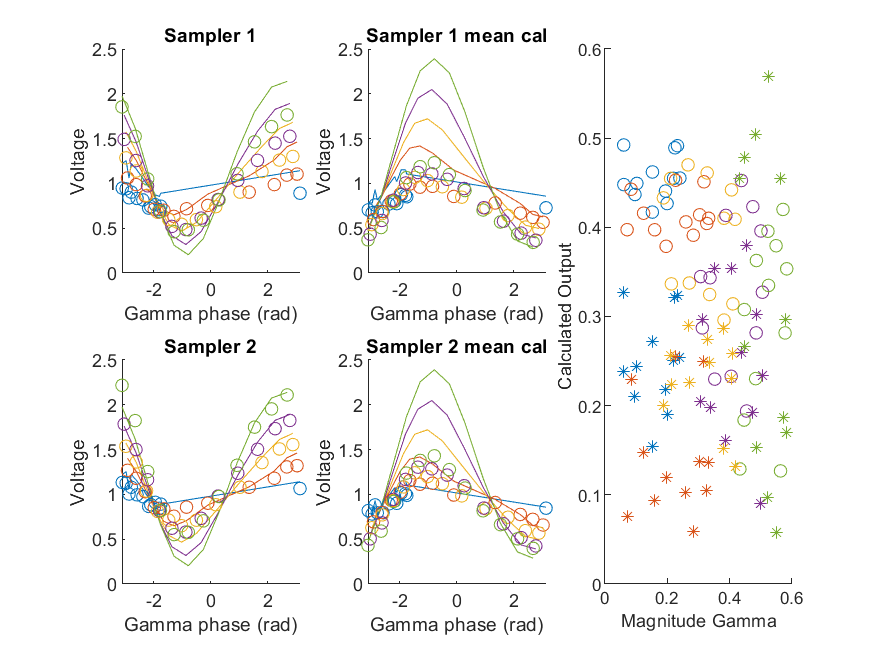 Sampler 1
2.5
2
1.5
1
0.5
0
Voltage
-2 0 2
Gamma phase (rad)
Sampler 1 mean cal
2.5
2
1.5
1
0.5
0
Voltage
-2 0 2
Gamma phase (rad)
Sampler 2
2.5
2
1.5
1
0.5
0
Voltage
-2 0 2
Gamma phase (rad)
Sampler 2 mean cal
2.5
2
1.5
1
0.5
0
Voltage
-2 0 2
Gamma phase (rad)
0.6
0.5
0.4
0.3
0.2
0.1
0
Calculated Output
0 0.2 0.4 0.6
Magnitude Gamma